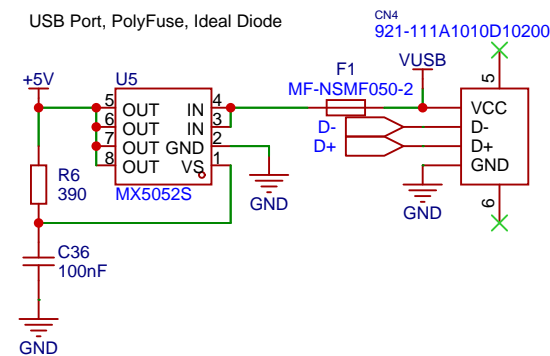 USB Port, PolyFuse, Ideal Diode
CN4
921-111A1010D10200
+5V
U5
F1
MF-NSMF050-2
VUSB
5
5 OUT IN 4
6 OUT IN 3
7 OUT GND 2
8 OUT VS 1
MX5052S
VCC
D- D-
D+ D+
GND
6
R6
390
GND
GND
C36
100nF
GND